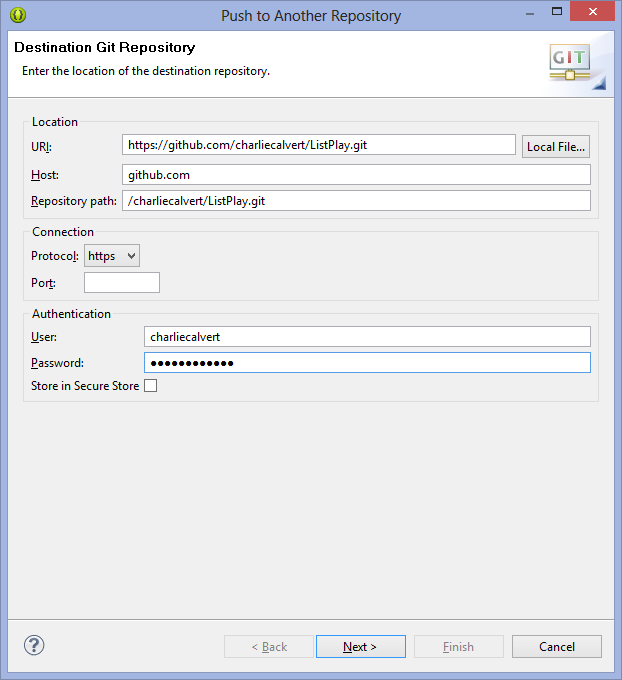 Push to Another Repository
Destination Git Repository
Enter the location of the destination repository.
GIT
Location
URI: https://github.com/charliecalvert/ListPlay.git Local File...
Host: github.com
Repository path: /charliecalvert/ListPlay.git
Connection
Protocol: https
Port:
Authentication
User: charliecalvert
Password: ●●●●●●●●●●●●
Store in Secure Store
? < Back Next > Finish Cancel